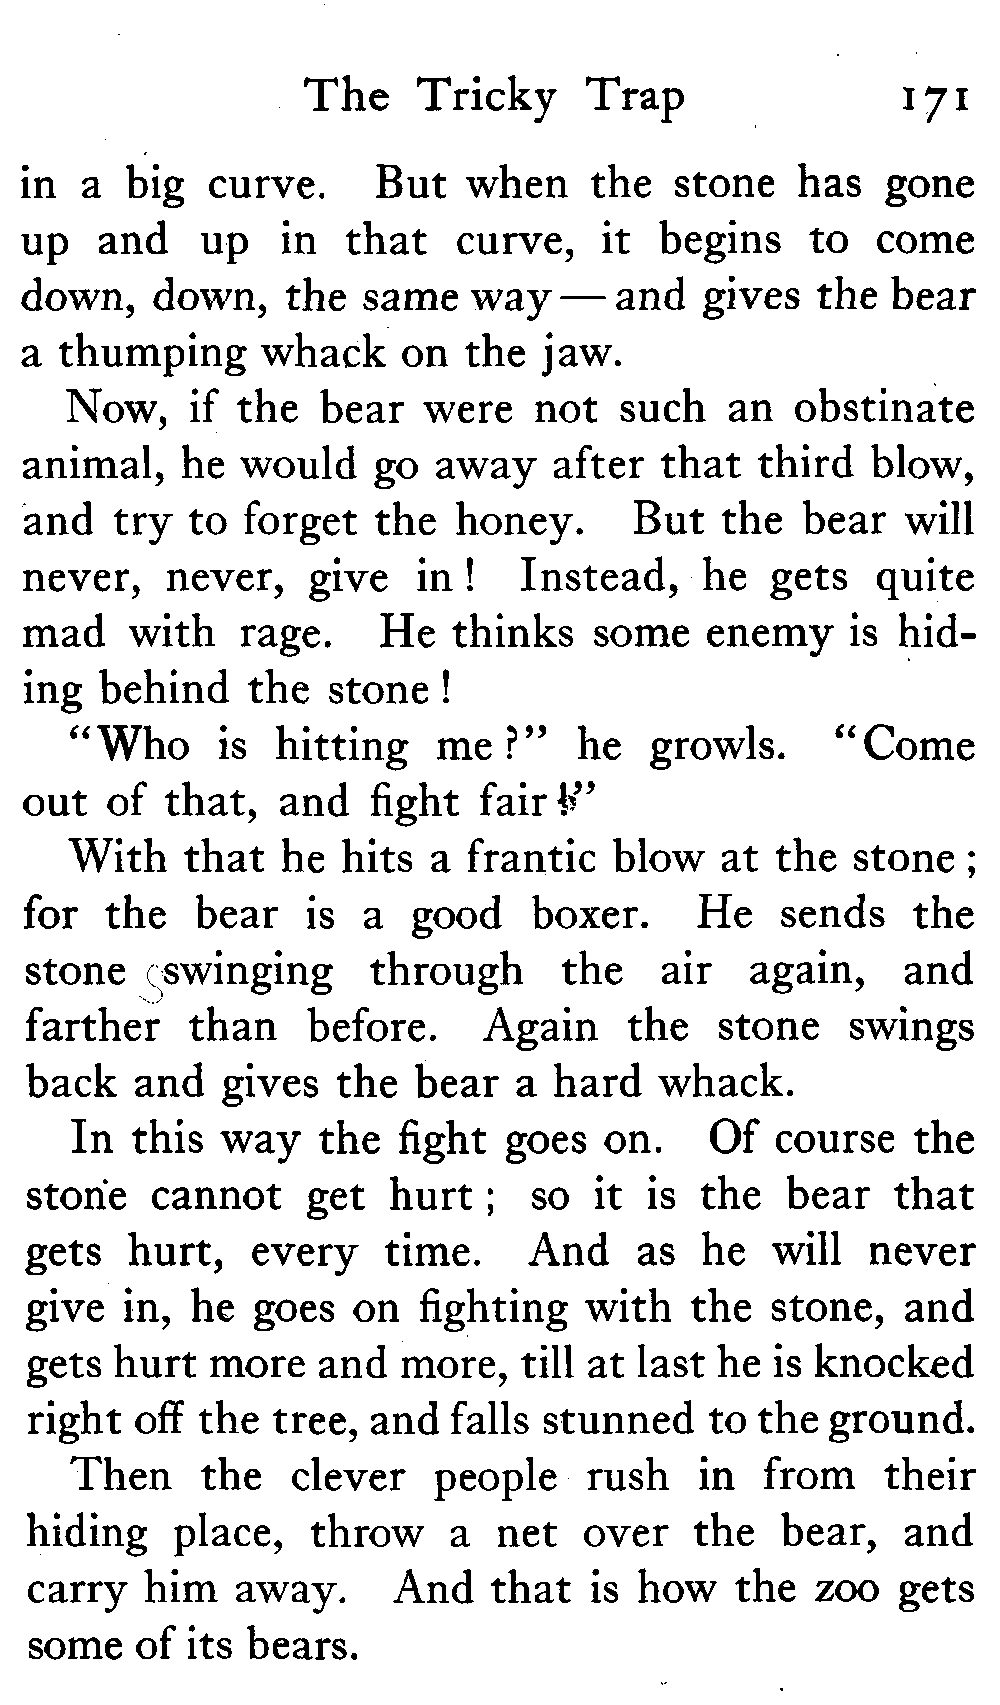 The Tricky Trap 171
in a big curve. But when the stone has gone
up and up in that curve, it begins to come
down, down, the same way — and gives the bear
a thumping whack on the jaw.
Now, if the bear were not such an obstinate
animal, he would go away after that third blow,
and try to forget the honey. But the bear will
never, never, give in! Instead, he gets quite
mad with rage. He thinks some enemy is hid-
ing behind the stone!
"Who is hitting me?" he growls. "Come
out of that, and fight fair!"
With that he hits a frantic blow at the stone;
for the bear is a good boxer. He sends the
stone swinging through the air again, and
farther than before. Again the stone swings
back and gives the bear a hard whack.
In this way the fight goes on. Of course the
stone cannot get hurt; so it is the bear that
gets hurt, every time. And as he will never
give in, he goes on fighting with the stone, and
gets hurt more and more, till at last he is knocked
right off the tree, and falls stunned to the ground.
Then the clever people rush in from their
hiding place, throw a net over the bear, and
carry him away. And that is how the zoo gets
some of its bears.